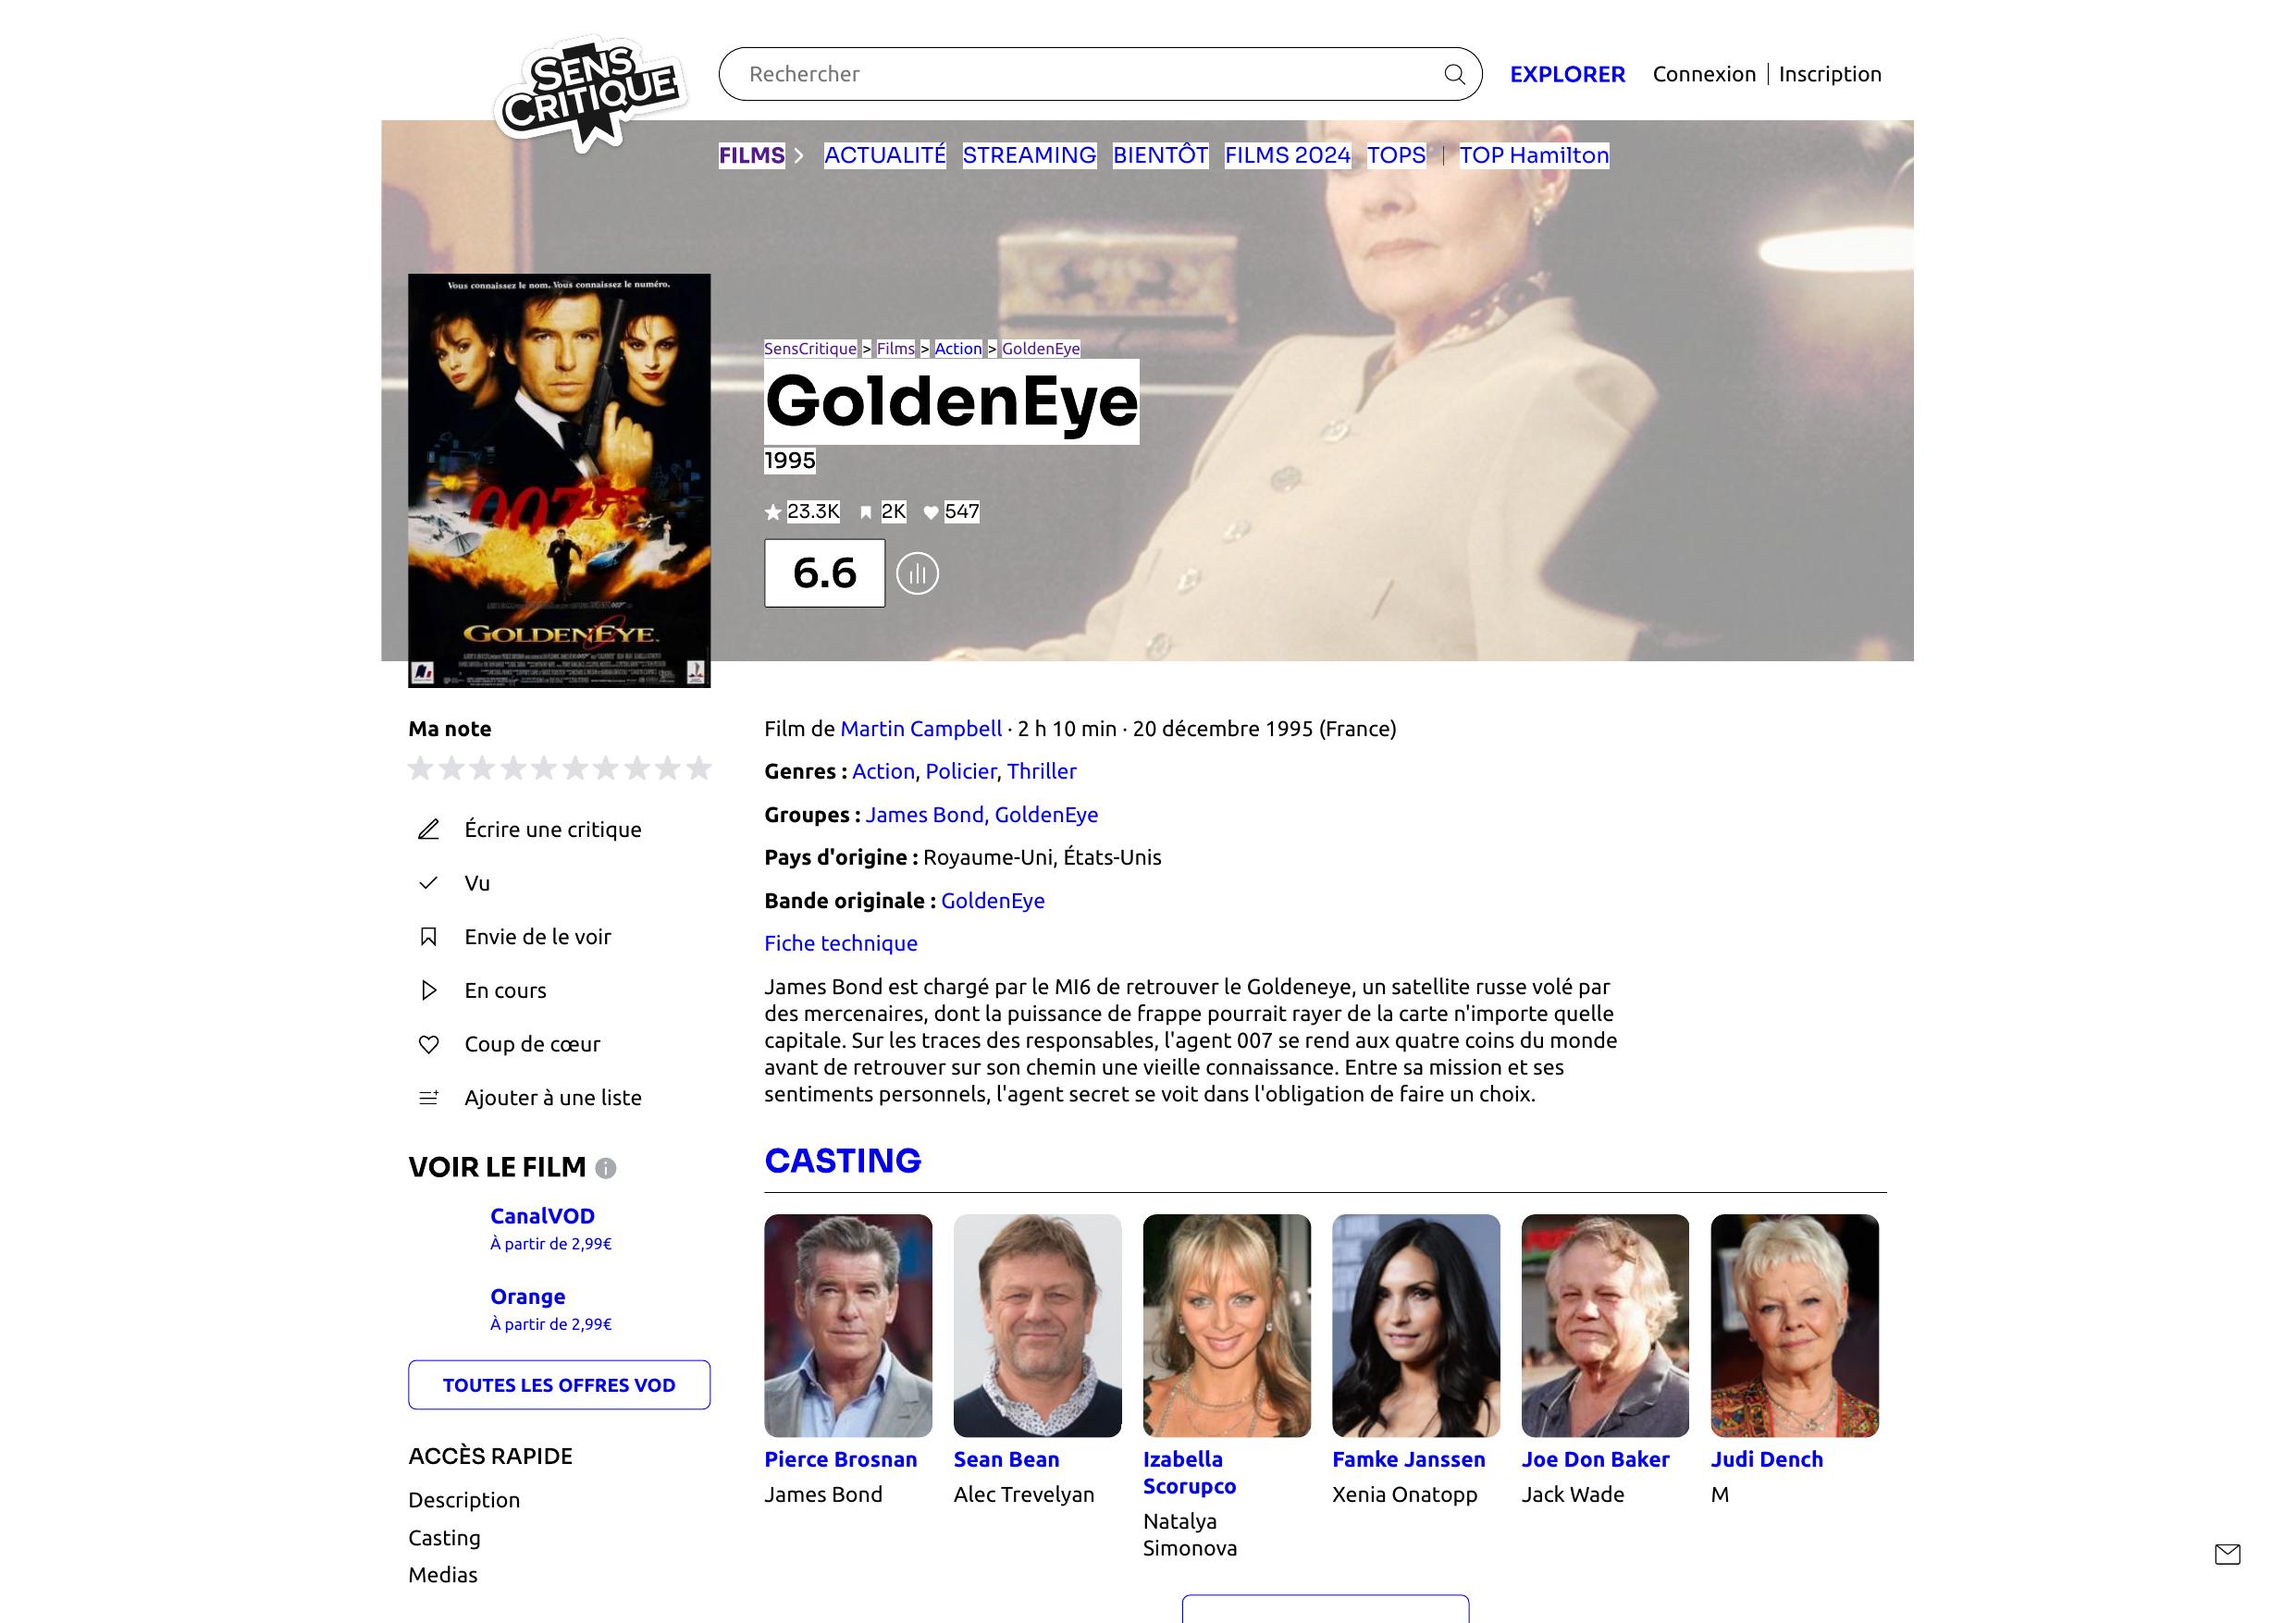 SENS CRITIQUE
Rechercher
EXPLORER
Connexion | Inscription
FILMS
ACTUALITÉ STREAMING BIENTÔT FILMS 2024 TOPS | TOP Hamilton
Vous connaissez le nom. Vous connaissez le numéro.
007
GOLDENEYE
SensCritique > Films > Action > GoldenEye
GoldenEye
1995
23.3K 2K 547
6.6
Ma note
Écrire une critique
Vu
Envie de le voir
En cours
Coup de cœur
Ajouter à une liste
VOIR LE FILM
CanalVOD
À partir de 2,99€
Orange
À partir de 2,99€
TOUTES LES OFFRES VOD
ACCÈS RAPIDE
Description
Casting
Medias
Film de Martin Campbell · 2 h 10 min · 20 décembre 1995 (France)
Genres : Action, Policier, Thriller
Groupes : James Bond, GoldenEye
Pays d'origine : Royaume-Uni, États-Unis
Bande originale : GoldenEye
Fiche technique
James Bond est chargé par le MI6 de retrouver le Goldeneye, un satellite russe volé par
des mercenaires, dont la puissance de frappe pourrait rayer de la carte n'importe quelle
capitale. Sur les traces des responsables, l'agent 007 se rend aux quatre coins du monde
avant de retrouver sur son chemin une vieille connaissance. Entre sa mission et ses
sentiments personnels, l'agent secret se voit dans l'obligation de faire un choix.
CASTING
Pierce Brosnan
James Bond
Sean Bean
Alec Trevelyan
Izabella
Scorupco
Natalya
Simonova
Famke Janssen
Xenia Onatopp
Joe Don Baker
Jack Wade
Judi Dench
M